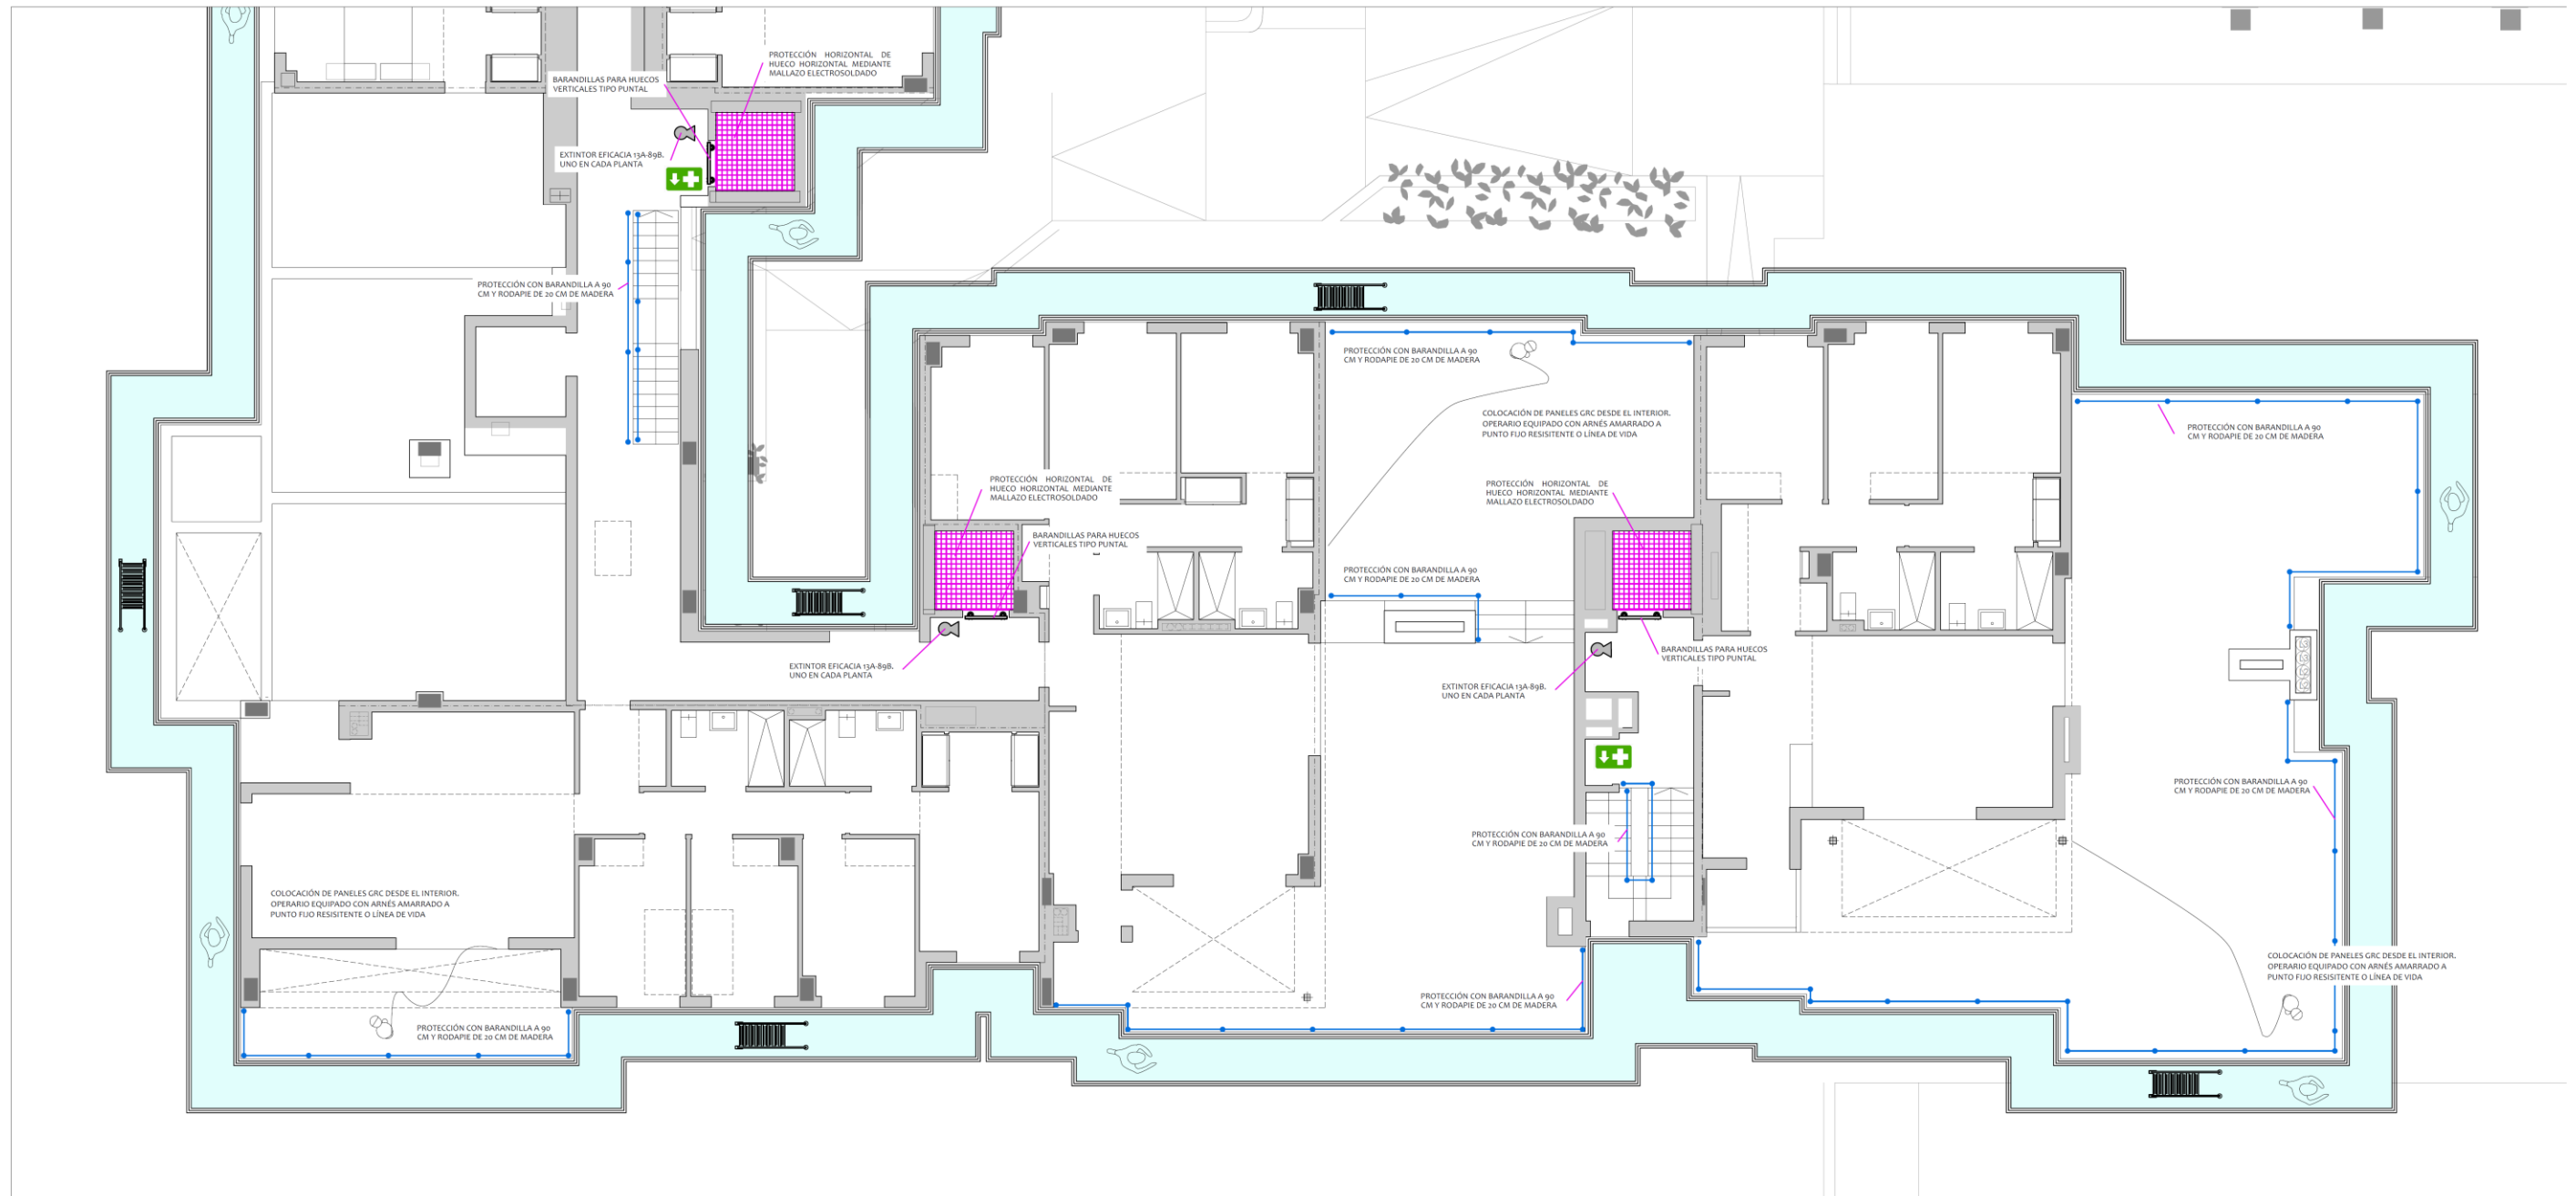 PROTECCIÓN HORIZONTAL DE
HUECO HORIZONTAL MEDIANTE
MALLAZO ELECTROSOLDADO
BARANDILLAS PARA HUECOS
VERTICALES TIPO PUNTAL
EXTINTOR EFICACIA 13A-89B.
UNO EN CADA PLANTA
PROTECCIÓN CON BARANDILLA A 90
CM Y RODAPIE DE 20 CM DE MADERA
PROTECCIÓN CON BARANDILLA A 90
CM Y RODAPIE DE 20 CM DE MADERA
COLOCACIÓN DE PANELES GRC DESDE EL INTERIOR.
OPERARIO EQUIPADO CON ARNÉS AMARRADO A
PUNTO FIJO RESISITENTE O LÍNEA DE VIDA
PROTECCIÓN CON BARANDILLA A 90
CM Y RODAPIE DE 20 CM DE MADERA
PROTECCIÓN HORIZONTAL DE
HUECO HORIZONTAL MEDIANTE
MALLAZO ELECTROSOLDADO
PROTECCIÓN HORIZONTAL DE
HUECO HORIZONTAL MEDIANTE
MALLAZO ELECTROSOLDADO
BARANDILLAS PARA HUECOS
VERTICALES TIPO PUNTAL
PROTECCIÓN CON BARANDILLA A 90
CM Y RODAPIE DE 20 CM DE MADERA
BARANDILLAS PARA HUECOS
VERTICALES TIPO PUNTAL
EXTINTOR EFICACIA 13A-89B.
UNO EN CADA PLANTA
EXTINTOR EFICACIA 13A-89B.
UNO EN CADA PLANTA
PROTECCIÓN CON BARANDILLA A 90
CM Y RODAPIE DE 20 CM DE MADERA
PROTECCIÓN CON BARANDILLA A 90
CM Y RODAPIE DE 20 CM DE MADERA
COLOCACIÓN DE PANELES GRC DESDE EL INTERIOR.
OPERARIO EQUIPADO CON ARNÉS AMARRADO A
PUNTO FIJO RESISITENTE O LÍNEA DE VIDA
COLOCACIÓN DE PANELES GRC DESDE EL INTERIOR.
OPERARIO EQUIPADO CON ARNÉS AMARRADO A
PUNTO FIJO RESISITENTE O LÍNEA DE VIDA
PROTECCIÓN CON BARANDILLA A 90
CM Y RODAPIE DE 20 CM DE MADERA
PROTECCIÓN CON BARANDILLA A 90
CM Y RODAPIE DE 20 CM DE MADERA